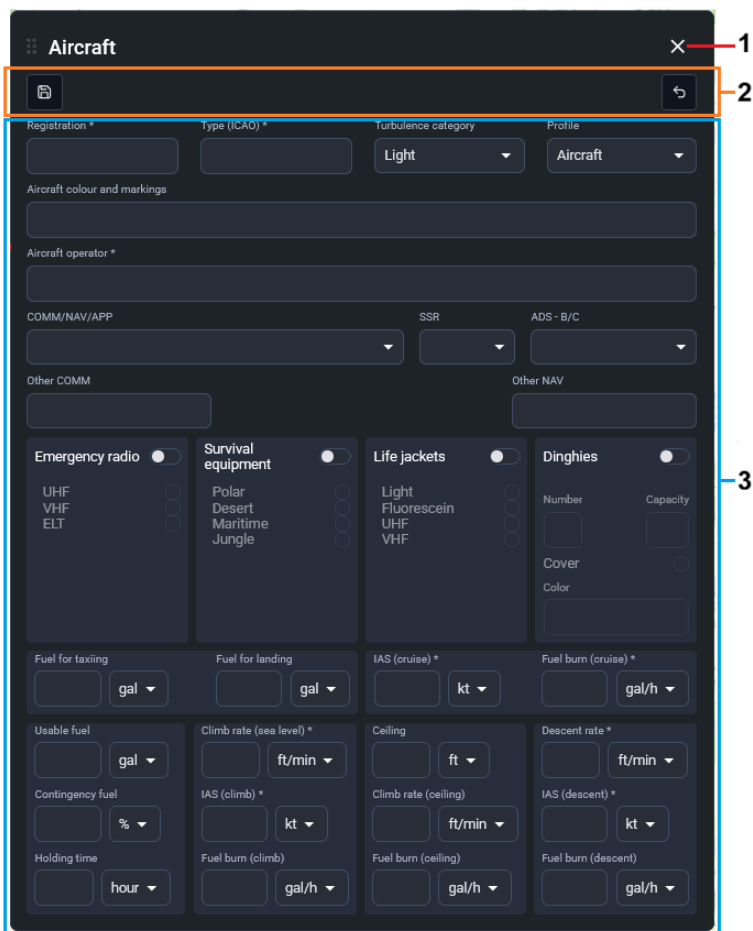 Aircraft
1
2
Registration * Type (ICAO) * Turbulence category Profile
Light Aircraft
Aircraft colour and markings
Aircraft operator *
COMM/NAV/APP SSR ADS - B/C
Other COMM Other NAV
Emergency radio Survival equipment Life jackets Dinghies
3
UHF Polar Light Number Capacity
VHF Desert Fluorescein
ELT Maritime UHF
Jungle VHF
Cover
Color
Fuel for taxiing Fuel for landing IAS (cruise) * Fuel burn (cruise) *
gal gal kt gal/h
Usable fuel Climb rate (sea level) * Ceiling Descent rate *
gal ft/min ft ft/min
Contingency fuel IAS (climb) * Climb rate (ceiling) IAS (descent) *
% kt ft/min kt
Holding time Fuel burn (climb) Fuel burn (ceiling) Fuel burn (descent)
hour gal/h gal/h gal/h